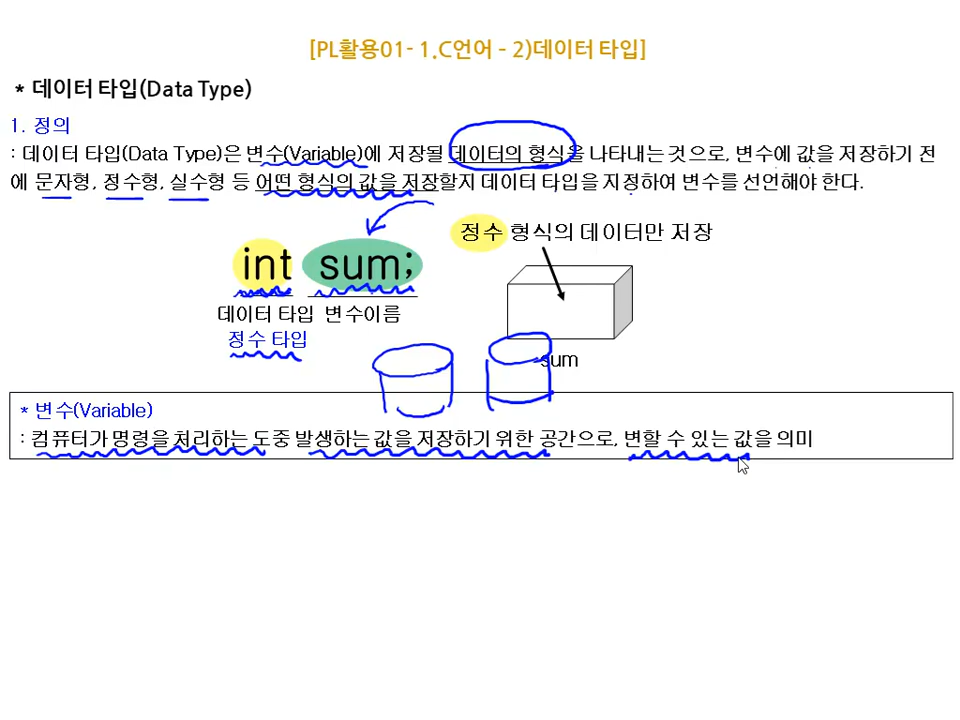 [PL활용01- 1.C언어 - 2)데이터 타입]
* 데이터 타입(Data Type)
1. 정의
: 데이터 타입(Data Type)은 변수(Variable)에 저장될 데이터의 형식을 나타내는 것으로, 변수에 값을 저장하기 전
에 문자형, 정수형, 실수형 등 어떤 형식의 값을 저장할지 데이터 타입을 지정하여 변수를 선언해야 한다.
정수 형식의 데이터만 저장
int sum;
데이터 타입 변수이름
정수 타입
sum
* 변수(Variable)
: 컴퓨터가 명령을 처리하는 도중 발생하는 값을 저장하기 위한 공간으로, 변할 수 있는 값을 의미